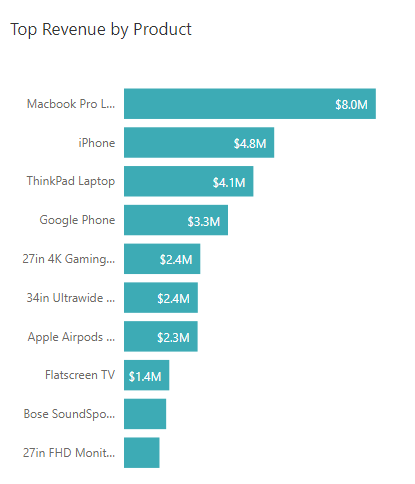 Top Revenue by Product
Macbook Pro L... $8.0M
iPhone $4.8M
ThinkPad Laptop $4.1M
Google Phone $3.3M
27in 4K Gaming... $2.4M
34in Ultrawide ... $2.4M
Apple Airpods ... $2.3M
Flatscreen TV $1.4M
Bose SoundSpo...
27in FHD Monit...